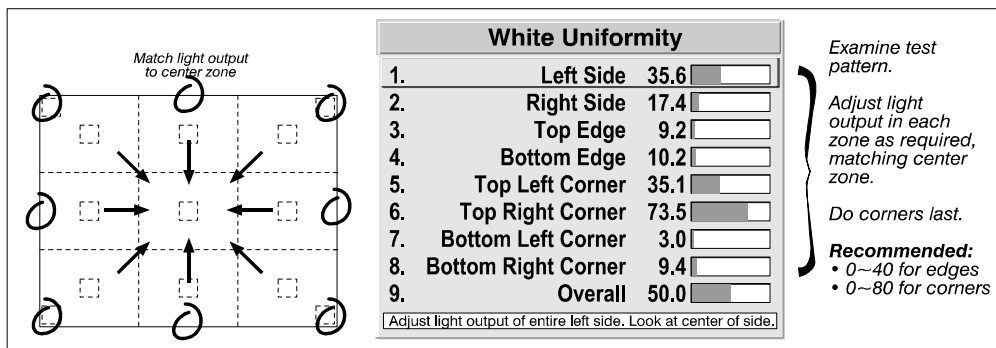 Match light output
to center zone
White Uniformity
1. Left Side 35.6
2. Right Side 17.4
3. Top Edge 9.2
4. Bottom Edge 10.2
5. Top Left Corner 35.1
6. Top Right Corner 73.5
7. Bottom Left Corner 3.0
8. Bottom Right Corner 9.4
9. Overall 50.0
Adjust light output of entire left side. Look at center of side.
Examine test
pattern.
Adjust light
output in each
zone as required,
matching center
zone.
Do corners last.
Recommended:
• 0~40 for edges
• 0~80 for corners